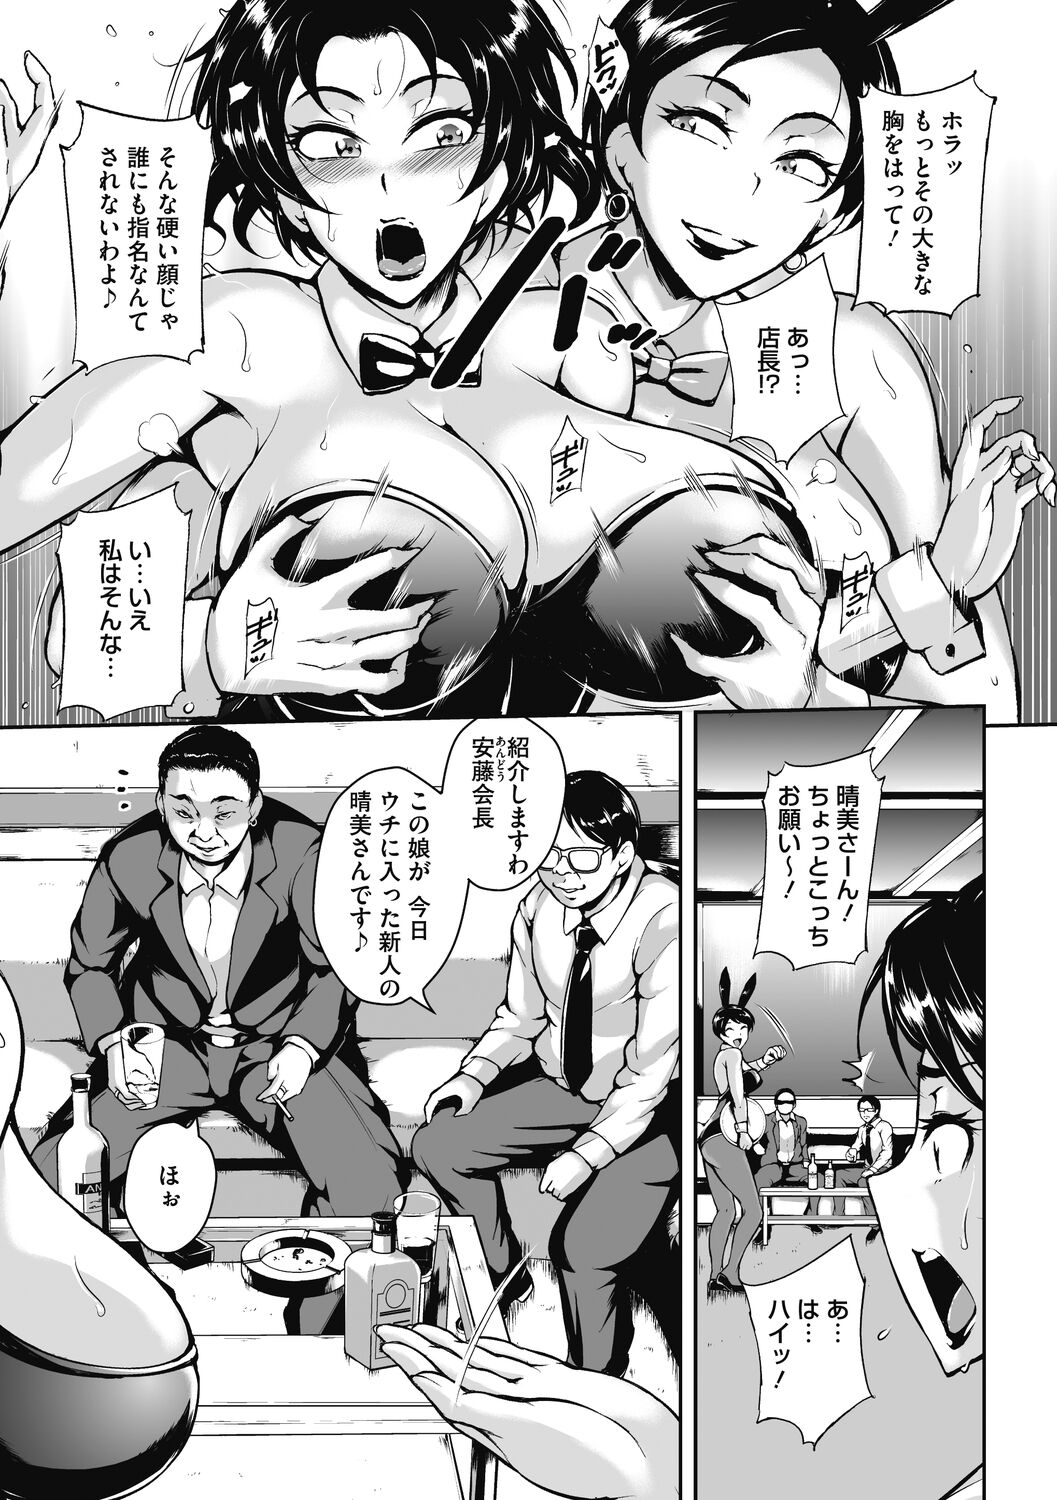 ホラッ
もっとその大きな
胸をはって！
ビクッ
あっ…
店長!?
そんな硬い顔じゃ
誰にも指名なんて
されないわよ♪
ギュッ
ギュッ
ギュッ
い…いえ
私はそんな…
晴美さーん！
ちょっとこっち
お願い～！
あ…
は…
ハイッ！
紹介しますわ
安藤会長
あんどう
この娘が 今日
ウチに入った新人の
晴美さんです♪
ほぉ